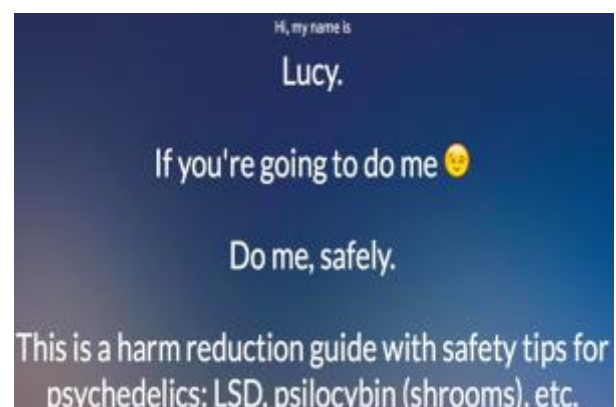 Hi, my name is
Lucy.
If you're going to do me 😉
Do me, safely.
This is a harm reduction guide with safety tips for
psychedelics: LSD, psilocybin (shrooms), etc.